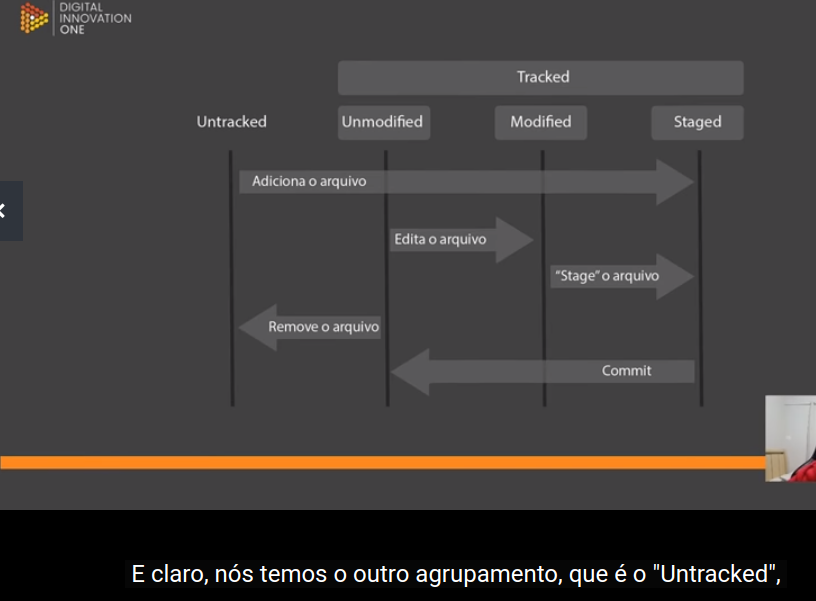 DIGITAL
INNOVATION
ONE
Tracked
Untracked
Unmodified
Modified
Staged
Adiciona o arquivo
Edita o arquivo
“Stage” o arquivo
Remove o arquivo
Commit
E claro, nós temos o outro agrupamento, que é o "Untracked",